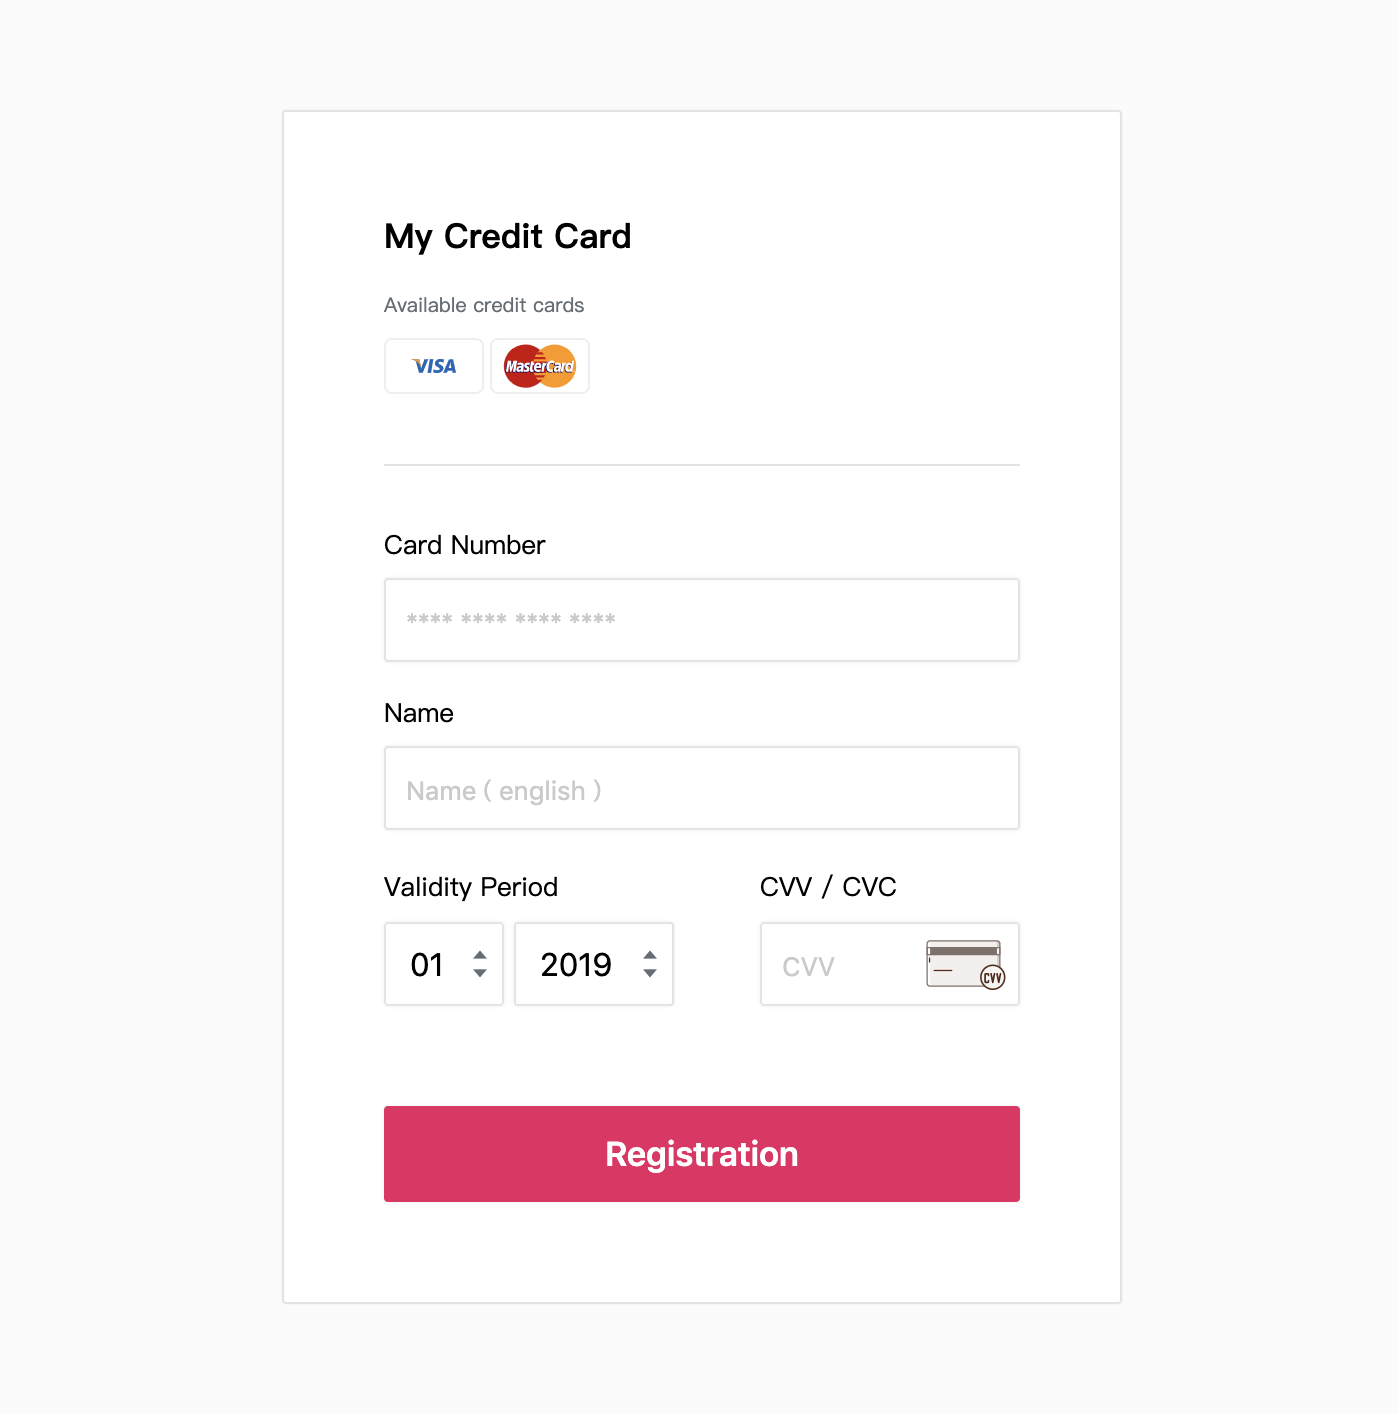 My Credit Card
Available credit cards
VISA MasterCard
Card Number
**** **** **** ****
Name
Name ( english )
Validity Period CVV / CVC
01 2019 CVV CVV
Registration